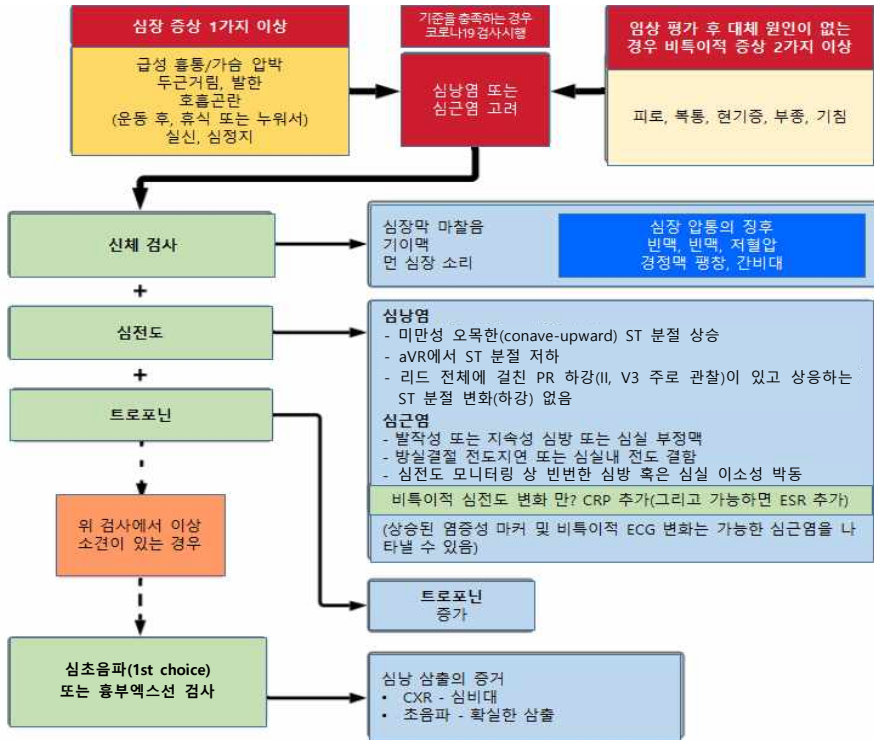 심장 증상 1가지 이상
급성 흉통/가슴 압박
두근거림, 발한
호흡곤란
(운동 후, 휴식 또는 누워서)
실신, 심정지
기준을 충족하는 경우
코로나19 검사시행
심낭염 또는
심근염 고려
임상 평가 후 대체 원인이 없는
경우 비특이적 증상 2가지 이상
피로, 복통, 현기증, 부종, 기침
신체 검사
심장막 마찰음
기이맥
먼 심장 소리
심장 압통의 징후
빈맥, 빈맥, 저혈압
경정맥 팽창, 간비대
+
심전도
심낭염
- 미만성 오목한(conave-upward) ST 분절 상승
- aVR에서 ST 분절 저하
- 리드 전체에 걸친 PR 하강(II, V3 주로 관찰)이 있고 상응하는
ST 분절 변화(하강) 없음
심근염
- 발작성 또는 지속성 심방 또는 심실 부정맥
- 방실결절 전도지연 또는 심실내 전도 결함
- 심전도 모니터링 상 빈번한 심방 혹은 심실 이소성 박동
비특이적 심전도 변화 만? CRP 추가(그리고 가능하면 ESR 추가)
(상승된 염증성 마커 및 비특이적 ECG 변화는 가능한 심근염을 나
타낼 수 있음)
+
트로포닌
트로포닌
증가
위 검사에서 이상
소견이 있는 경우
심초음파(1st choice)
또는 흉부엑스선 검사
심낭 삼출의 증거
• CXR - 심비대
• 초음파 - 확실한 삼출